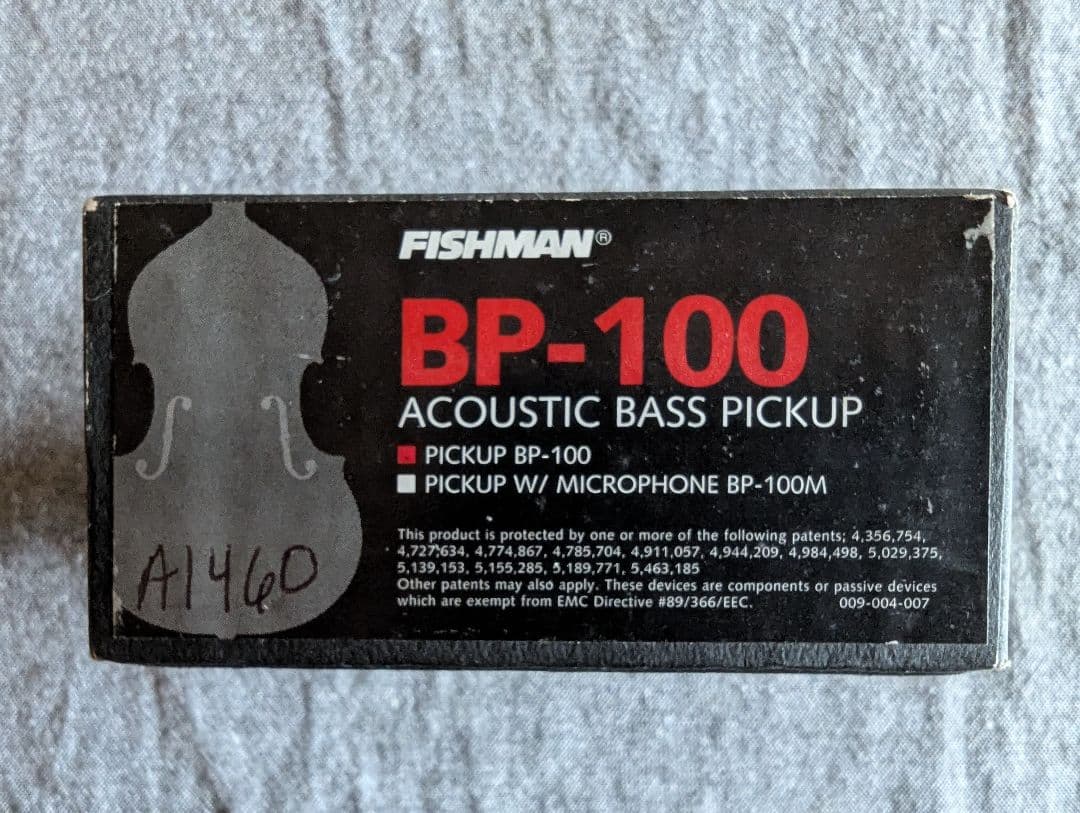 FISHMAN®
BP-100
ACOUSTIC BASS PICKUP
PICKUP BP-100
PICKUP W/ MICROPHONE BP-100M
This product is protected by one or more of the following patents; 4,356,754,
4,727,634, 4,774,867, 4,785,704, 4,911,057, 4,944,209, 4,984,498, 5,029,375,
5,139,153, 5,155,285, 5,189,771, 5,463,185
Other patents may also apply. These devices are components or passive devices
which are exempt from EMC Directive #89/366/EEC. 009-004-007
A1460